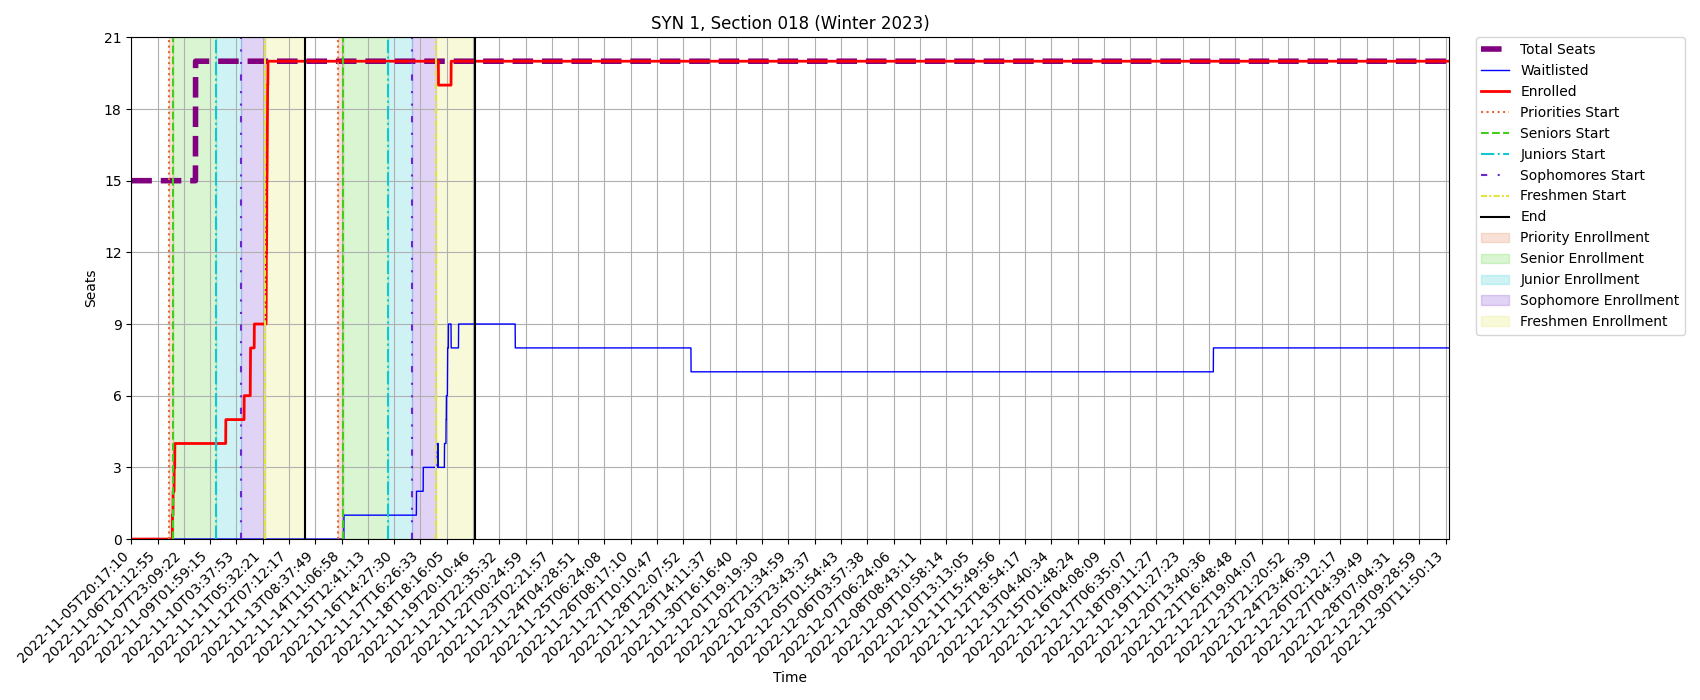 SYN 1, Section 018 (Winter 2023)
21
18
15
12
9
6
3
0
Seats
2022-11-05T20:17:10
2022-11-06T21:12:55
2022-11-07T23:09:22
2022-11-09T01:59:15
2022-11-10T03:37:53
2022-11-11T05:32:21
2022-11-12T07:12:17
2022-11-13T08:37:49
2022-11-14T11:06:58
2022-11-15T12:41:13
2022-11-16T14:27:30
2022-11-17T16:26:33
2022-11-18T18:16:05
2022-11-19T20:10:46
2022-11-20T22:35:32
2022-11-22T00:24:59
2022-11-23T02:21:57
2022-11-24T04:28:51
2022-11-25T06:24:08
2022-11-26T08:17:10
2022-11-27T10:10:47
2022-11-28T12:07:52
2022-11-29T14:11:37
2022-11-30T16:16:40
2022-12-01T19:19:30
2022-12-02T21:34:59
2022-12-03T23:43:37
2022-12-05T01:54:43
2022-12-06T03:57:38
2022-12-07T06:24:06
2022-12-08T08:43:11
2022-12-09T10:58:14
2022-12-10T13:13:05
2022-12-11T15:49:56
2022-12-12T18:54:17
2022-12-13T04:40:34
2022-12-15T01:48:24
2022-12-16T04:08:09
2022-12-17T06:35:07
2022-12-18T09:11:27
2022-12-19T11:27:23
2022-12-20T13:40:36
2022-12-21T16:48:48
2022-12-22T19:04:07
2022-12-23T21:20:52
2022-12-24T23:46:39
2022-12-26T02:12:17
2022-12-27T04:39:49
2022-12-28T07:04:31
2022-12-29T09:28:59
2022-12-30T11:50:13
Time
Total Seats
Waitlisted
Enrolled
Priorities Start
Seniors Start
Juniors Start
Sophomores Start
Freshmen Start
End
Priority Enrollment
Senior Enrollment
Junior Enrollment
Sophomore Enrollment
Freshmen Enrollment